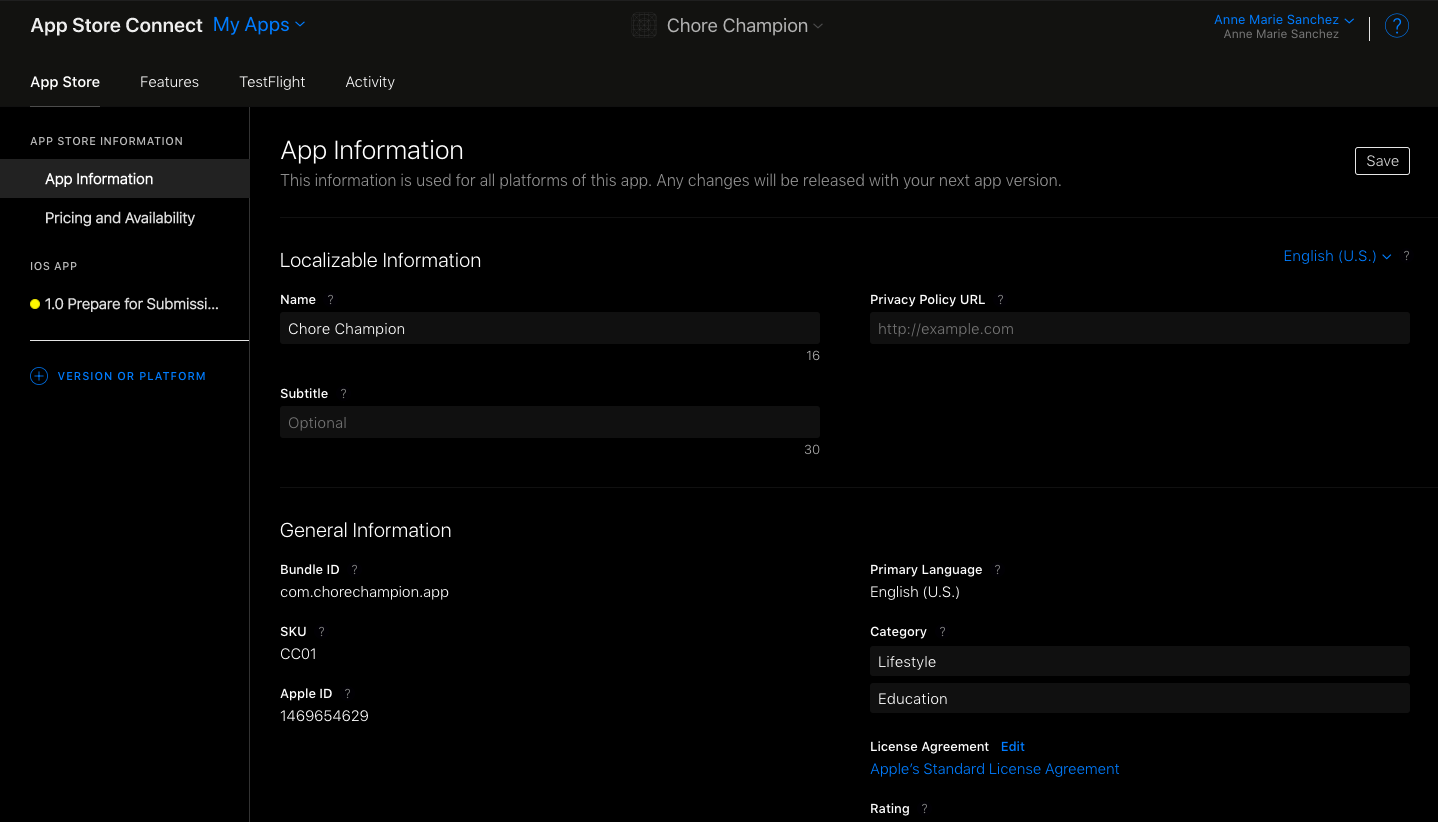 App Store Connect My Apps
Chore Champion
Anne Marie Sanchez
Anne Marie Sanchez
?
App Store Features TestFlight Activity
APP STORE INFORMATION
App Information
Pricing and Availability
IOS APP
1.0 Prepare for Submissi...
VERSION OR PLATFORM
App Information
This information is used for all platforms of this app. Any changes will be released with your next app version.
Save
Localizable Information
English (U.S.) ?
Name ?
Chore Champion
16
Privacy Policy URL ?
http://example.com
Subtitle ?
Optional
30
General Information
Bundle ID ?
com.chorechampion.app
SKU ?
CC01
Apple ID ?
1469654629
Primary Language ?
English (U.S.)
Category ?
Lifestyle
Education
License Agreement Edit
Apple's Standard License Agreement
Rating ?